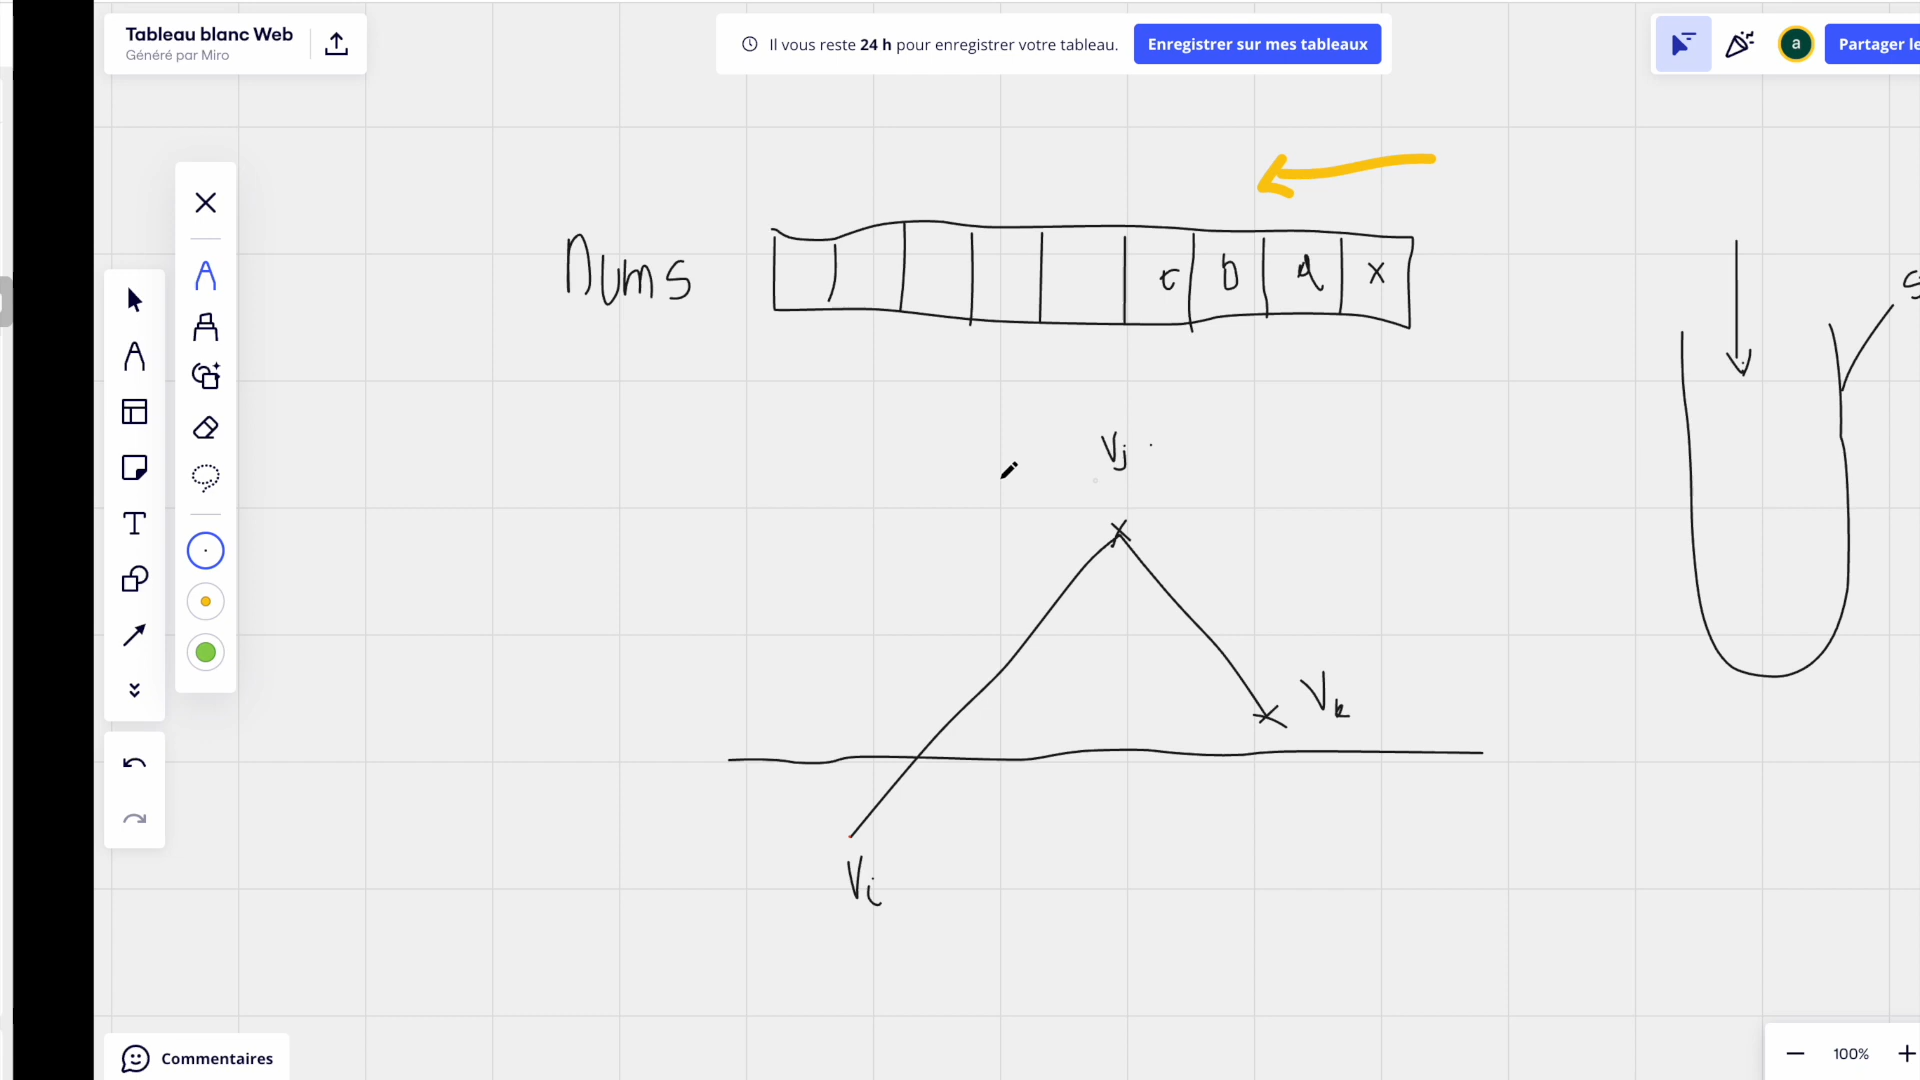 Tableau blanc Web
Généré par Miro
Il vous reste 24 h pour enregistrer votre tableau.
Enregistrer sur mes tableaux
a
Partager le
Nums
c b a x
Vj
Vk
Vi
Commentaires
100%